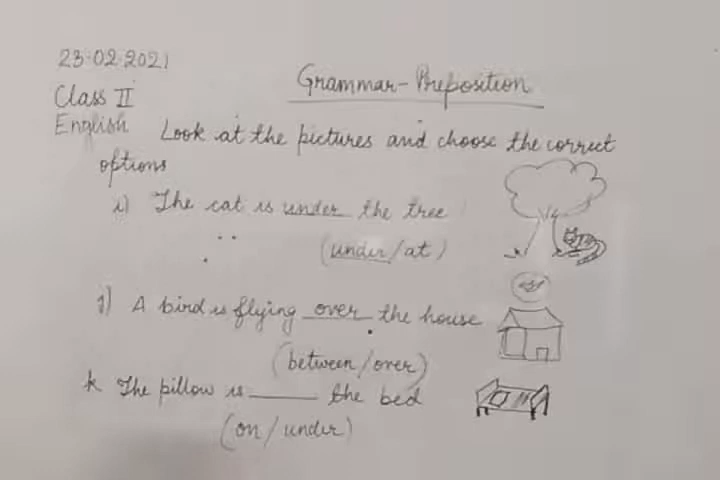 23.02.2021
Grammar-Preposition
Class II
English Look at the pictures and choose the correct
options
i) The cat is under the tree
(under/at)
j) A bird is flying over the house
(between/over)
k The pillow is ______ the bed
(on/under)